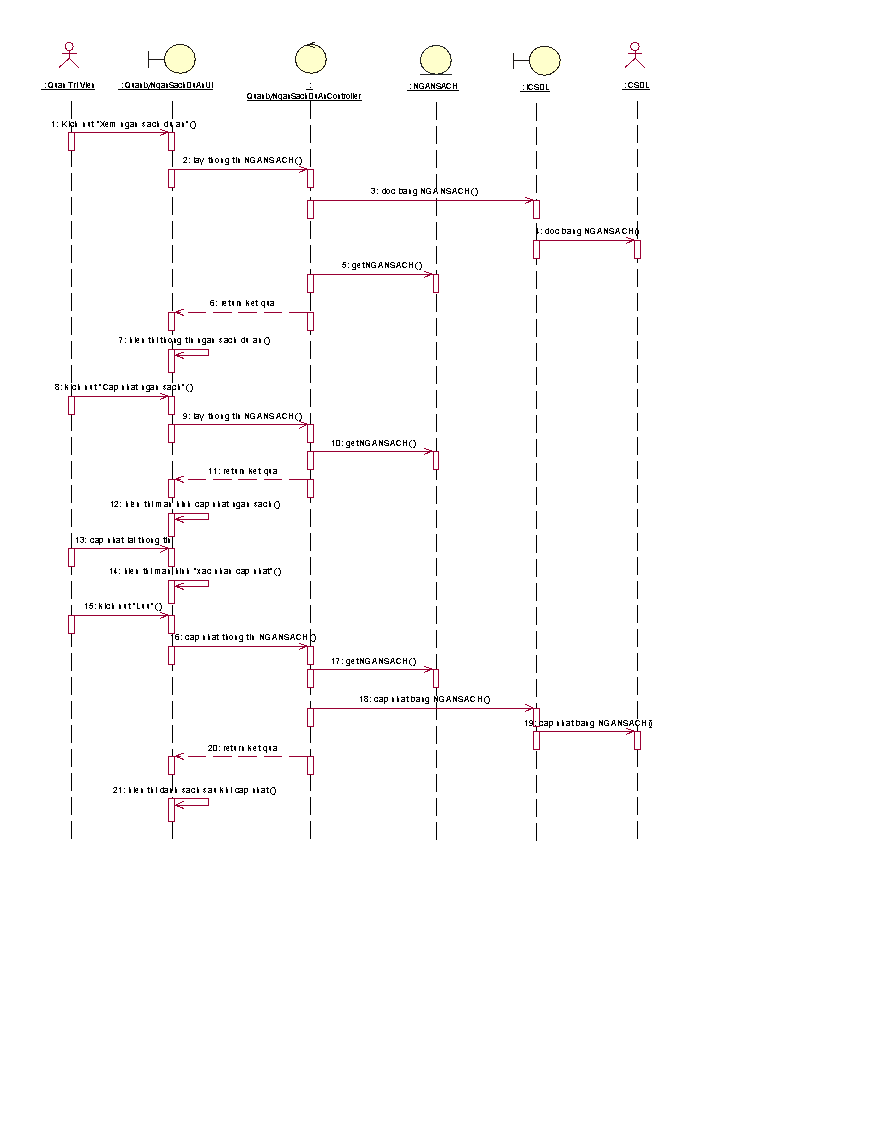 : QuanTriVien
: QuanlyNganSachDuAnUI
:
QuanlyNganSachDuAnController
: NGANSACH
: ICSDL
: CSDL
1: Kich nut "Xem ngan sach du an"()
2: lay thong tin NGANSACH()
3: doc bang NGANSACH()
4: doc bang NGANSACH()
5: getNGANSACH()
6: return ket qua
7: hien thi thong tin ngan sach du an()
8: kich nut "Cap nhat ngan sach"()
9: lay thong tin NGANSACH()
10: getNGANSACH()
11: return ket qua
12: hien thi man hinh cap nhat ngan sach()
13: cap nhat lai thong tin
14: hien thi man hinh "xac nhan cap nhat"()
15: kich nut "Luu"()
16: cap nhat thong tin NGANSACH()
17: getNGANSACH()
18: cap nhat bang NGANSACH()
19: cap nhat bang NGANSACH()
20: return ket qua
21: hien thi danh sach sau khi cap nhat()